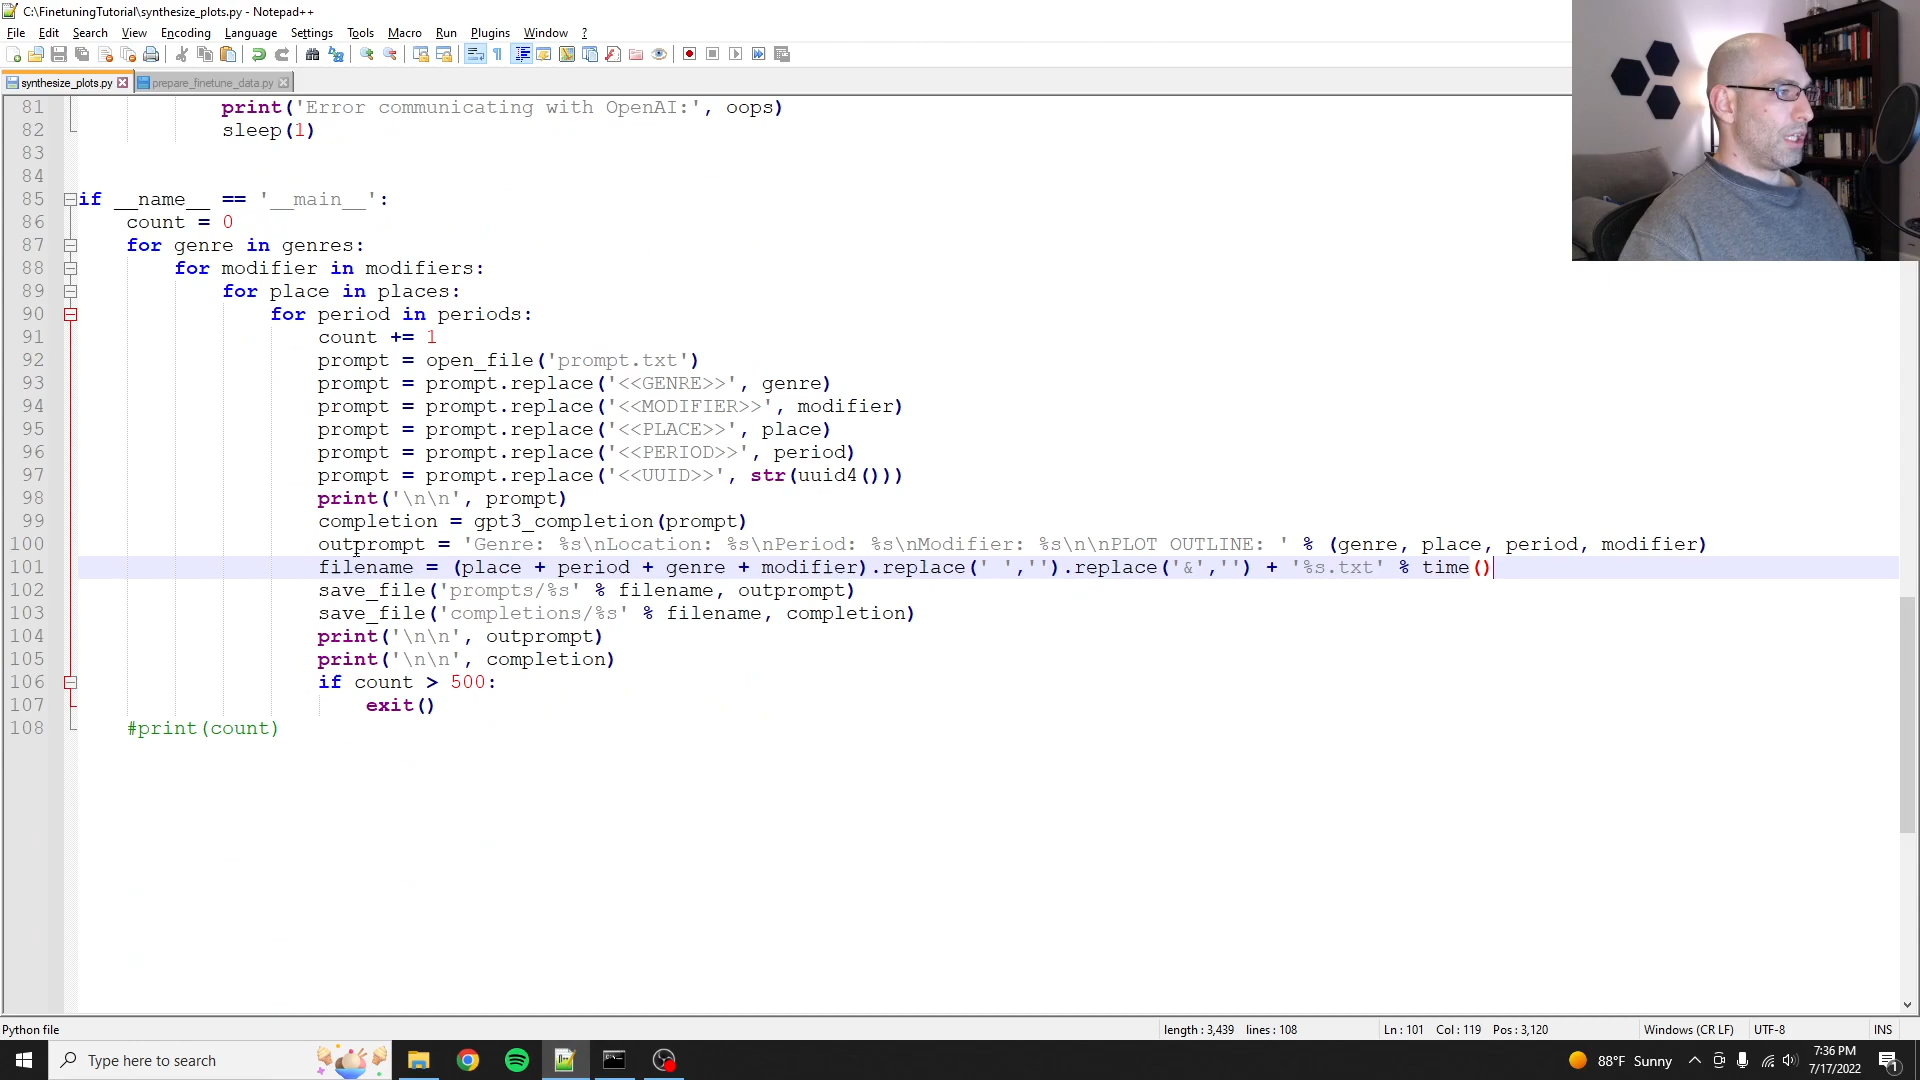 C:\FinetuningTutorial\synthesize_plots.py - Notepad++
File Edit Search View Encoding Language Settings Tools Macro Run Plugins Window ?
synthesize_plots.py prepare_finetune_data.py
81 print('Error communicating with OpenAI:', oops)
82 sleep(1)
83
84
85 if __name__ == '__main__':
86 count = 0
87 for genre in genres:
88 for modifier in modifiers:
89 for place in places:
90 for period in periods:
91 count += 1
92 prompt = open_file('prompt.txt')
93 prompt = prompt.replace('<<GENRE>>', genre)
94 prompt = prompt.replace('<<MODIFIER>>', modifier)
95 prompt = prompt.replace('<<PLACE>>', place)
96 prompt = prompt.replace('<<PERIOD>>', period)
97 prompt = prompt.replace('<<UUID>>', str(uuid4()))
98 print('\n\n', prompt)
99 completion = gpt3_completion(prompt)
100 outprompt = 'Genre: %s\nLocation: %s\nPeriod: %s\nModifier: %s\n\nPLOT OUTLINE: ' % (genre, place, period, modifier)
101 filename = (place + period + genre + modifier).replace(' ','').replace('&','') + '%s.txt' % time()
102 save_file('prompts/%s' % filename, outprompt)
103 save_file('completions/%s' % filename, completion)
104 print('\n\n', outprompt)
105 print('\n\n', completion)
106 if count > 500:
107 exit()
108 #print(count)
Python file length : 3,439 lines : 108 Ln : 101 Col : 119 Pos : 3,120 Windows (CR LF) UTF-8 INS
Type here to search 88°F Sunny 7:36 PM
7/17/2022 1